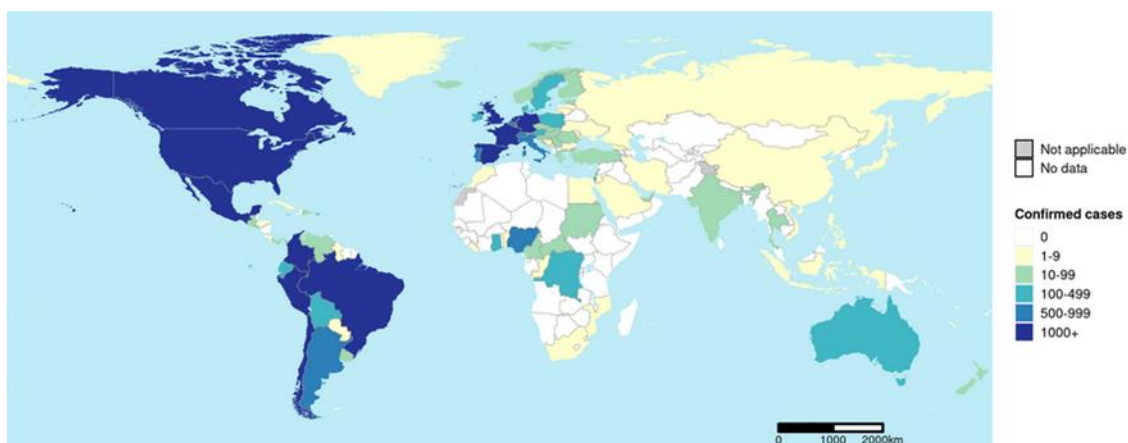 Not applicable
No data
Confirmed cases
0
1-9
10-99
100-499
500-999
1000+
0 1000 2000km